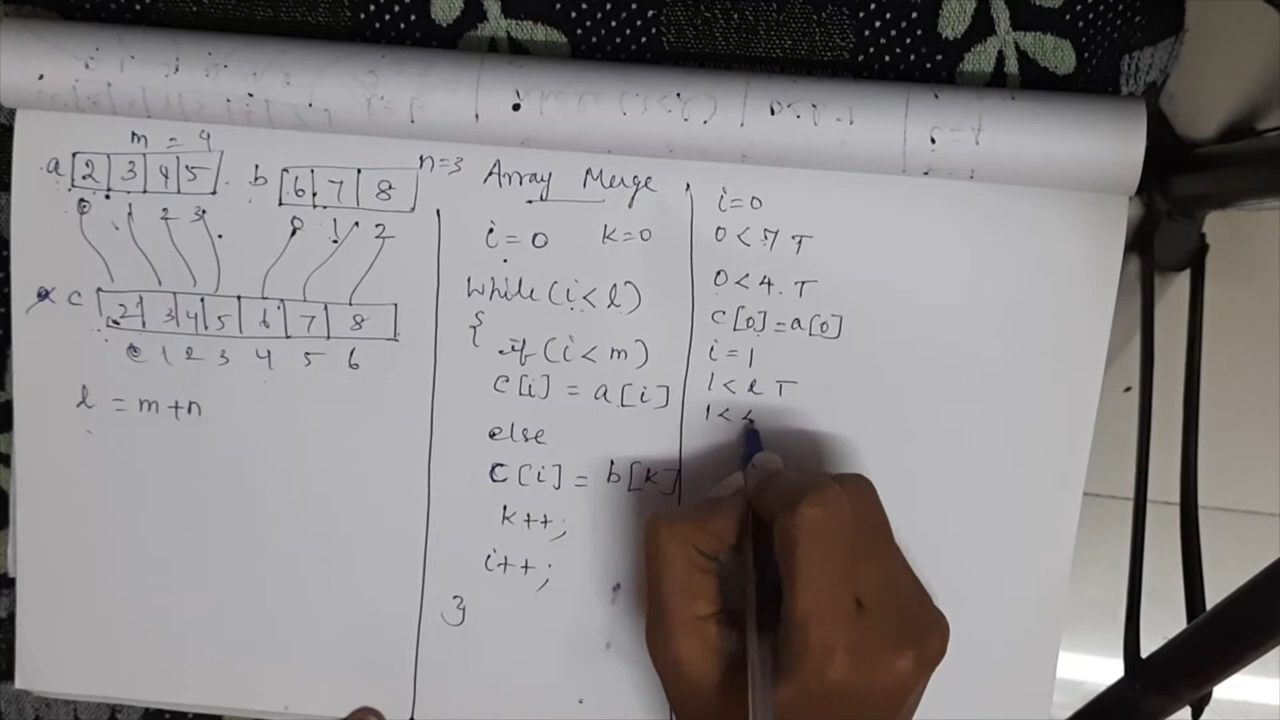 m = 4
a 2 3 4 5
0 1 2 3
b 6 7 8
n=3
0 1 2
c 2 3 4 5 6 7 8
0 1 2 3 4 5 6
l = m+n
Array Merge
i = 0 k=0
while (i < l)
{
if (i < m)
c[i] = a[i]
else
c[i] = b[k]
k++;
i++;
}
i=0
0 < 7 T
0 < 4. T
c[0] = a[0]
i = 1
1 < l T
1 <